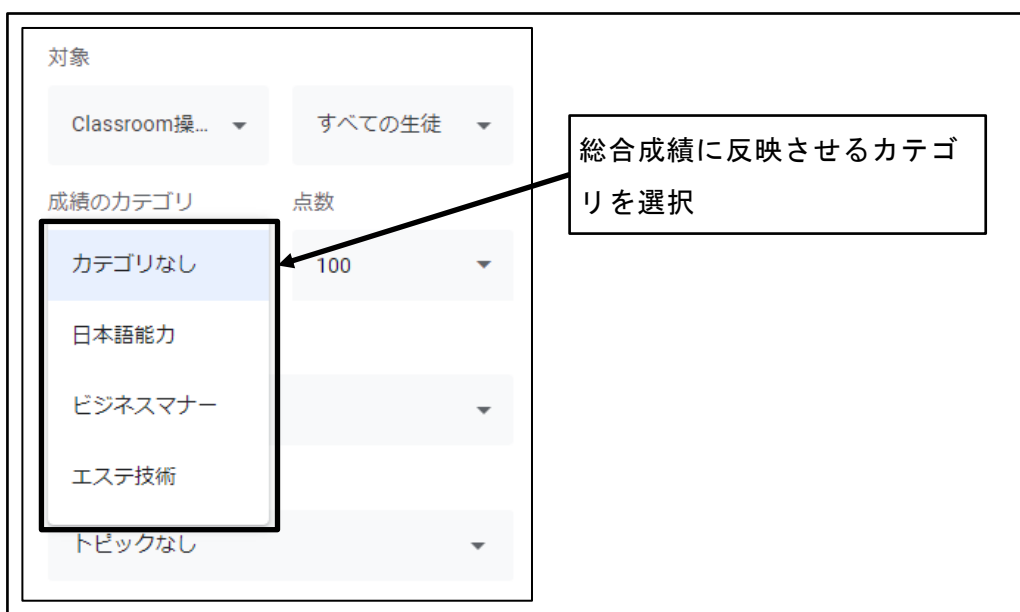 対象
Classroom操... すべての生徒
総合成績に反映させるカテゴ
リを選択
成績のカテゴリ 点数
カテゴリなし 100
日本語能力
ビジネスマナー
エステ技術
トピックなし